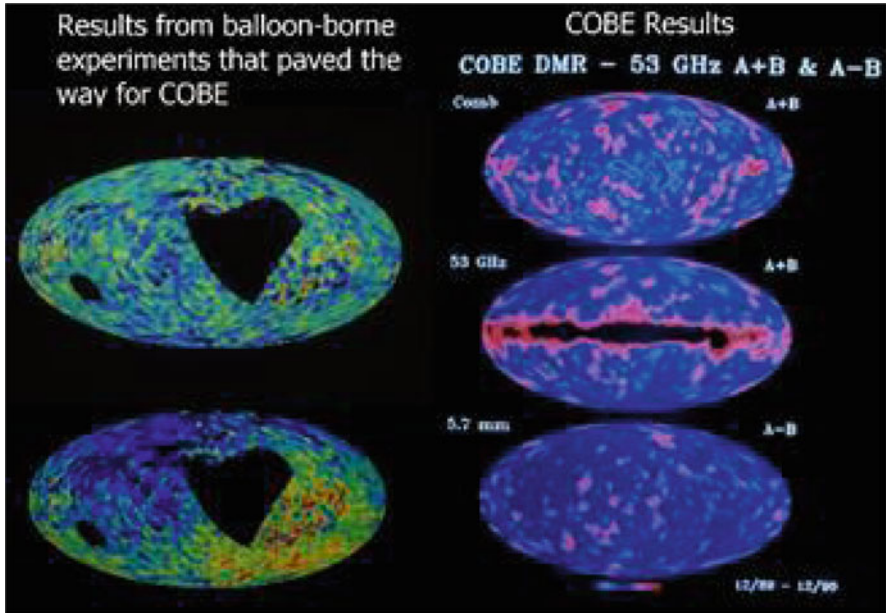 Results from balloon-borne
experiments that paved the
way for COBE
COBE Results
COBE DMR – 53 GHz A+B & A–B
Comb A+B
53 GHz A+B
5.7 mm A–B